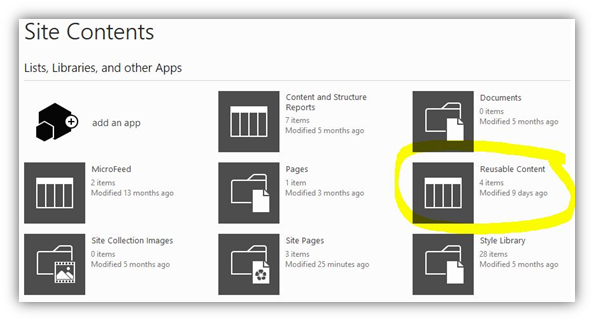 Site Contents
Lists, Libraries, and other Apps
add an app
Content and Structure
Reports
7 items
Modified 5 months ago
Documents
0 items
Modified 5 months ago
MicroFeed
2 items
Modified 13 months ago
Pages
1 item
Modified 3 months ago
Reusable Content
4 items
Modified 9 days ago
Site Collection Images
0 items
Modified 5 months ago
Site Pages
3 items
Modified 25 minutes ago
Style Library
28 items
Modified 5 months ago